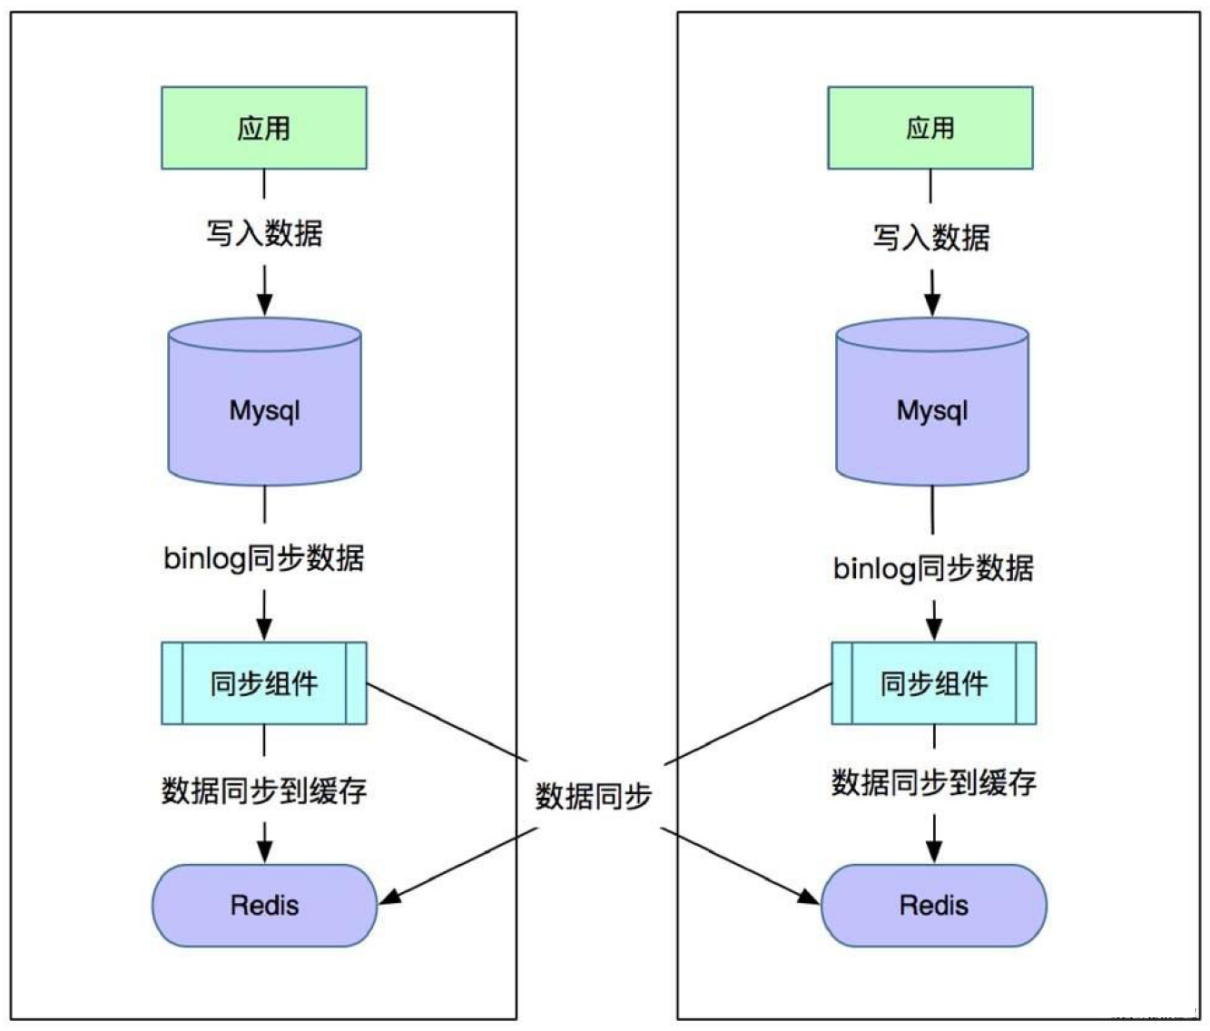 应用
写入数据
Mysql
binlog同步数据
同步组件
数据同步到缓存
Redis
数据同步
应用
写入数据
Mysql
binlog同步数据
同步组件
数据同步到缓存
Redis